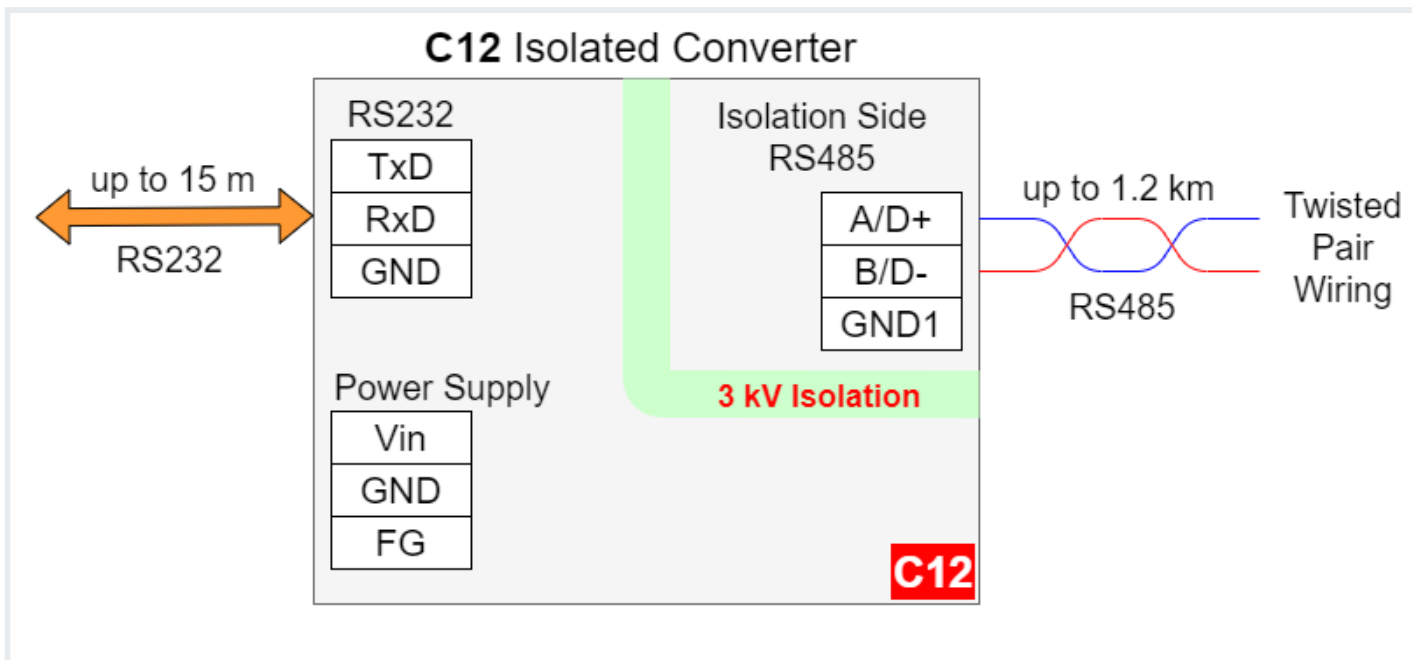 C12 Isolated Converter
up to 15 m
RS232
RS232
TxD
RxD
GND
Power Supply
Vin
GND
FG
Isolation Side
RS485
A/D+
B/D-
GND1
3 kV Isolation
C12
up to 1.2 km
RS485
Twisted
Pair
Wiring